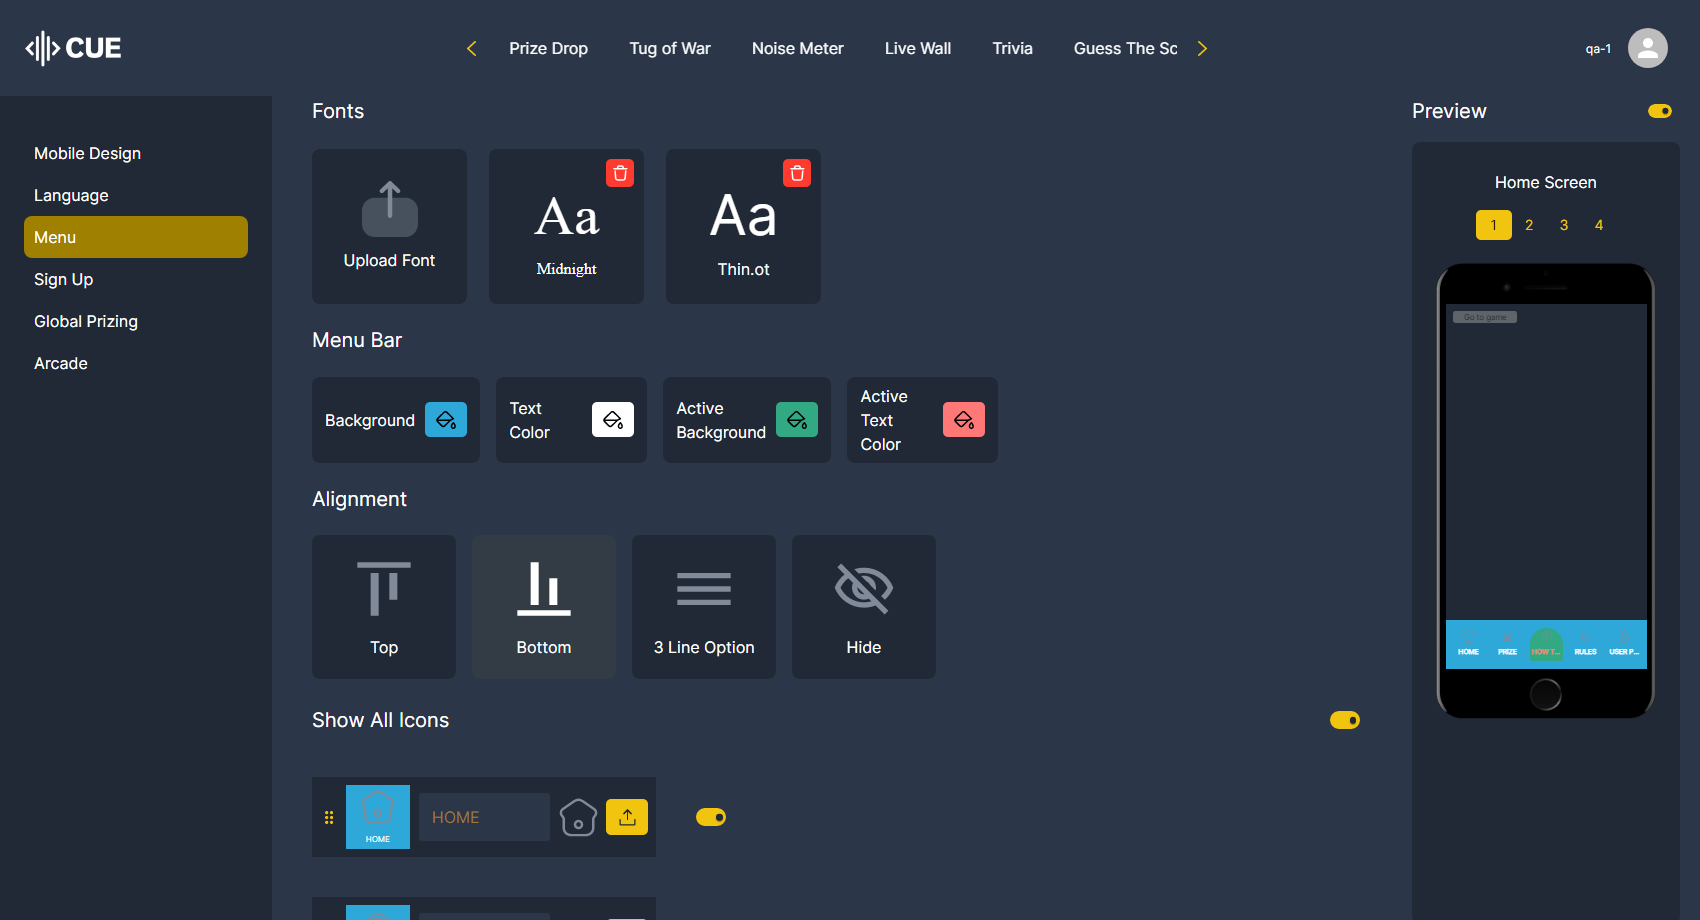 CUE
Prize Drop
Tug of War
Noise Meter
Live Wall
Trivia
Guess The Sc
qa-1
Mobile Design
Language
Menu
Sign Up
Global Prizing
Arcade
Fonts
Upload Font
Aa
Midnight
Aa
Thin.ot
Menu Bar
Background
Text
Color
Active
Background
Active
Text
Color
Alignment
Top
Bottom
3 Line Option
Hide
Show All Icons
HOME
HOME
Preview
Home Screen
1 2 3 4
Go to game
HOME PRIZE HOW T... RULES USER P...